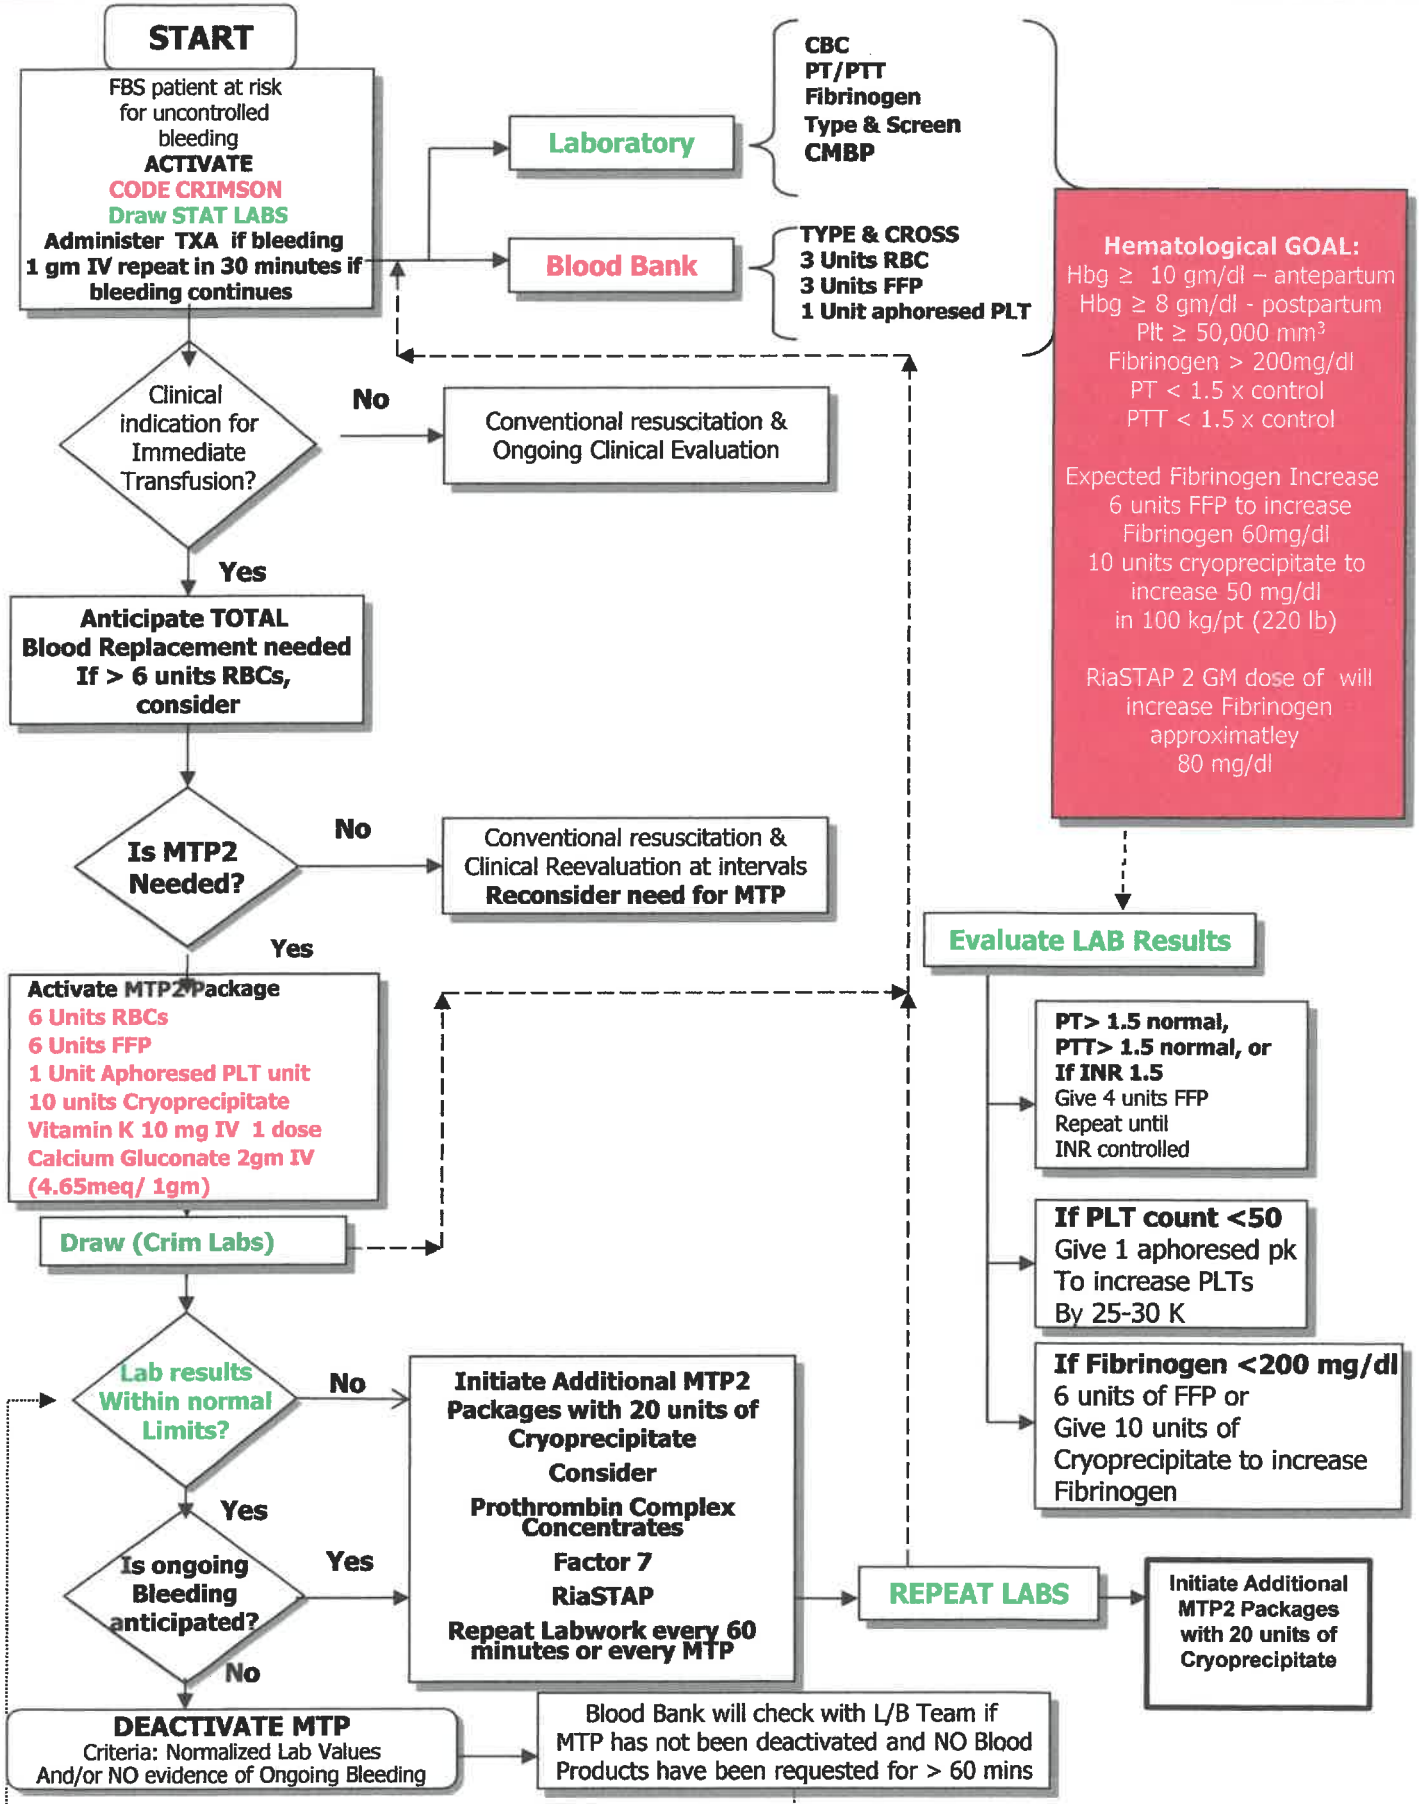 START
FBS patient at risk
for uncontrolled
bleeding
ACTIVATE
CODE CRIMSON
Draw STAT LABS
Administer TXA if bleeding
1 gm IV repeat in 30 minutes if
bleeding continues
Laboratory
CBC
PT/PTT
Fibrinogen
Type & Screen
CMBP
Blood Bank
TYPE & CROSS
3 Units RBC
3 Units FFP
1 Unit aphoresed PLT
Hematological GOAL:
Hbg ≥ 10 gm/dl – antepartum
Hbg ≥ 8 gm/dl - postpartum
Plt ≥ 50,000 mm³
Fibrinogen > 200mg/dl
PT < 1.5 x control
PTT < 1.5 x control
Expected Fibrinogen Increase
6 units FFP to increase
Fibrinogen 60mg/dl
10 units cryoprecipitate to
increase 50 mg/dl
in 100 kg/pt (220 lb)
RiaSTAP 2 GM dose of will
increase Fibrinogen
approximatley
80 mg/dl
Clinical
indication for
Immediate
Transfusion?
No
Conventional resuscitation &
Ongoing Clinical Evaluation
Yes
Anticipate TOTAL
Blood Replacement needed
If > 6 units RBCs,
consider
Is MTP2
Needed?
No
Conventional resuscitation &
Clinical Reevaluation at intervals
Reconsider need for MTP
Yes
Activate MTP2 Package
6 Units RBCs
6 Units FFP
1 Unit Aphoresed PLT unit
10 units Cryoprecipitate
Vitamin K 10 mg IV 1 dose
Calcium Gluconate 2gm IV
(4.65meq/ 1gm)
Draw (Crim Labs)
Evaluate LAB Results
PT> 1.5 normal,
PTT> 1.5 normal, or
If INR 1.5
Give 4 units FFP
Repeat until
INR controlled
If PLT count <50
Give 1 aphoresed pk
To increase PLTs
By 25-30 K
If Fibrinogen <200 mg/dl
6 units of FFP or
Give 10 units of
Cryoprecipitate to increase
Fibrinogen
Lab results
Within normal
Limits?
No
Yes
Initiate Additional MTP2
Packages with 20 units of
Cryoprecipitate
Consider
Prothrombin Complex
Concentrates
Factor 7
RiaSTAP
Repeat Labwork every 60
minutes or every MTP
Is ongoing
Bleeding
anticipated?
Yes
No
REPEAT LABS
Initiate Additional
MTP2 Packages
with 20 units of
Cryoprecipitate
DEACTIVATE MTP
Criteria: Normalized Lab Values
And/or NO evidence of Ongoing Bleeding
Blood Bank will check with L/B Team if
MTP has not been deactivated and NO Blood
Products have been requested for > 60 mins